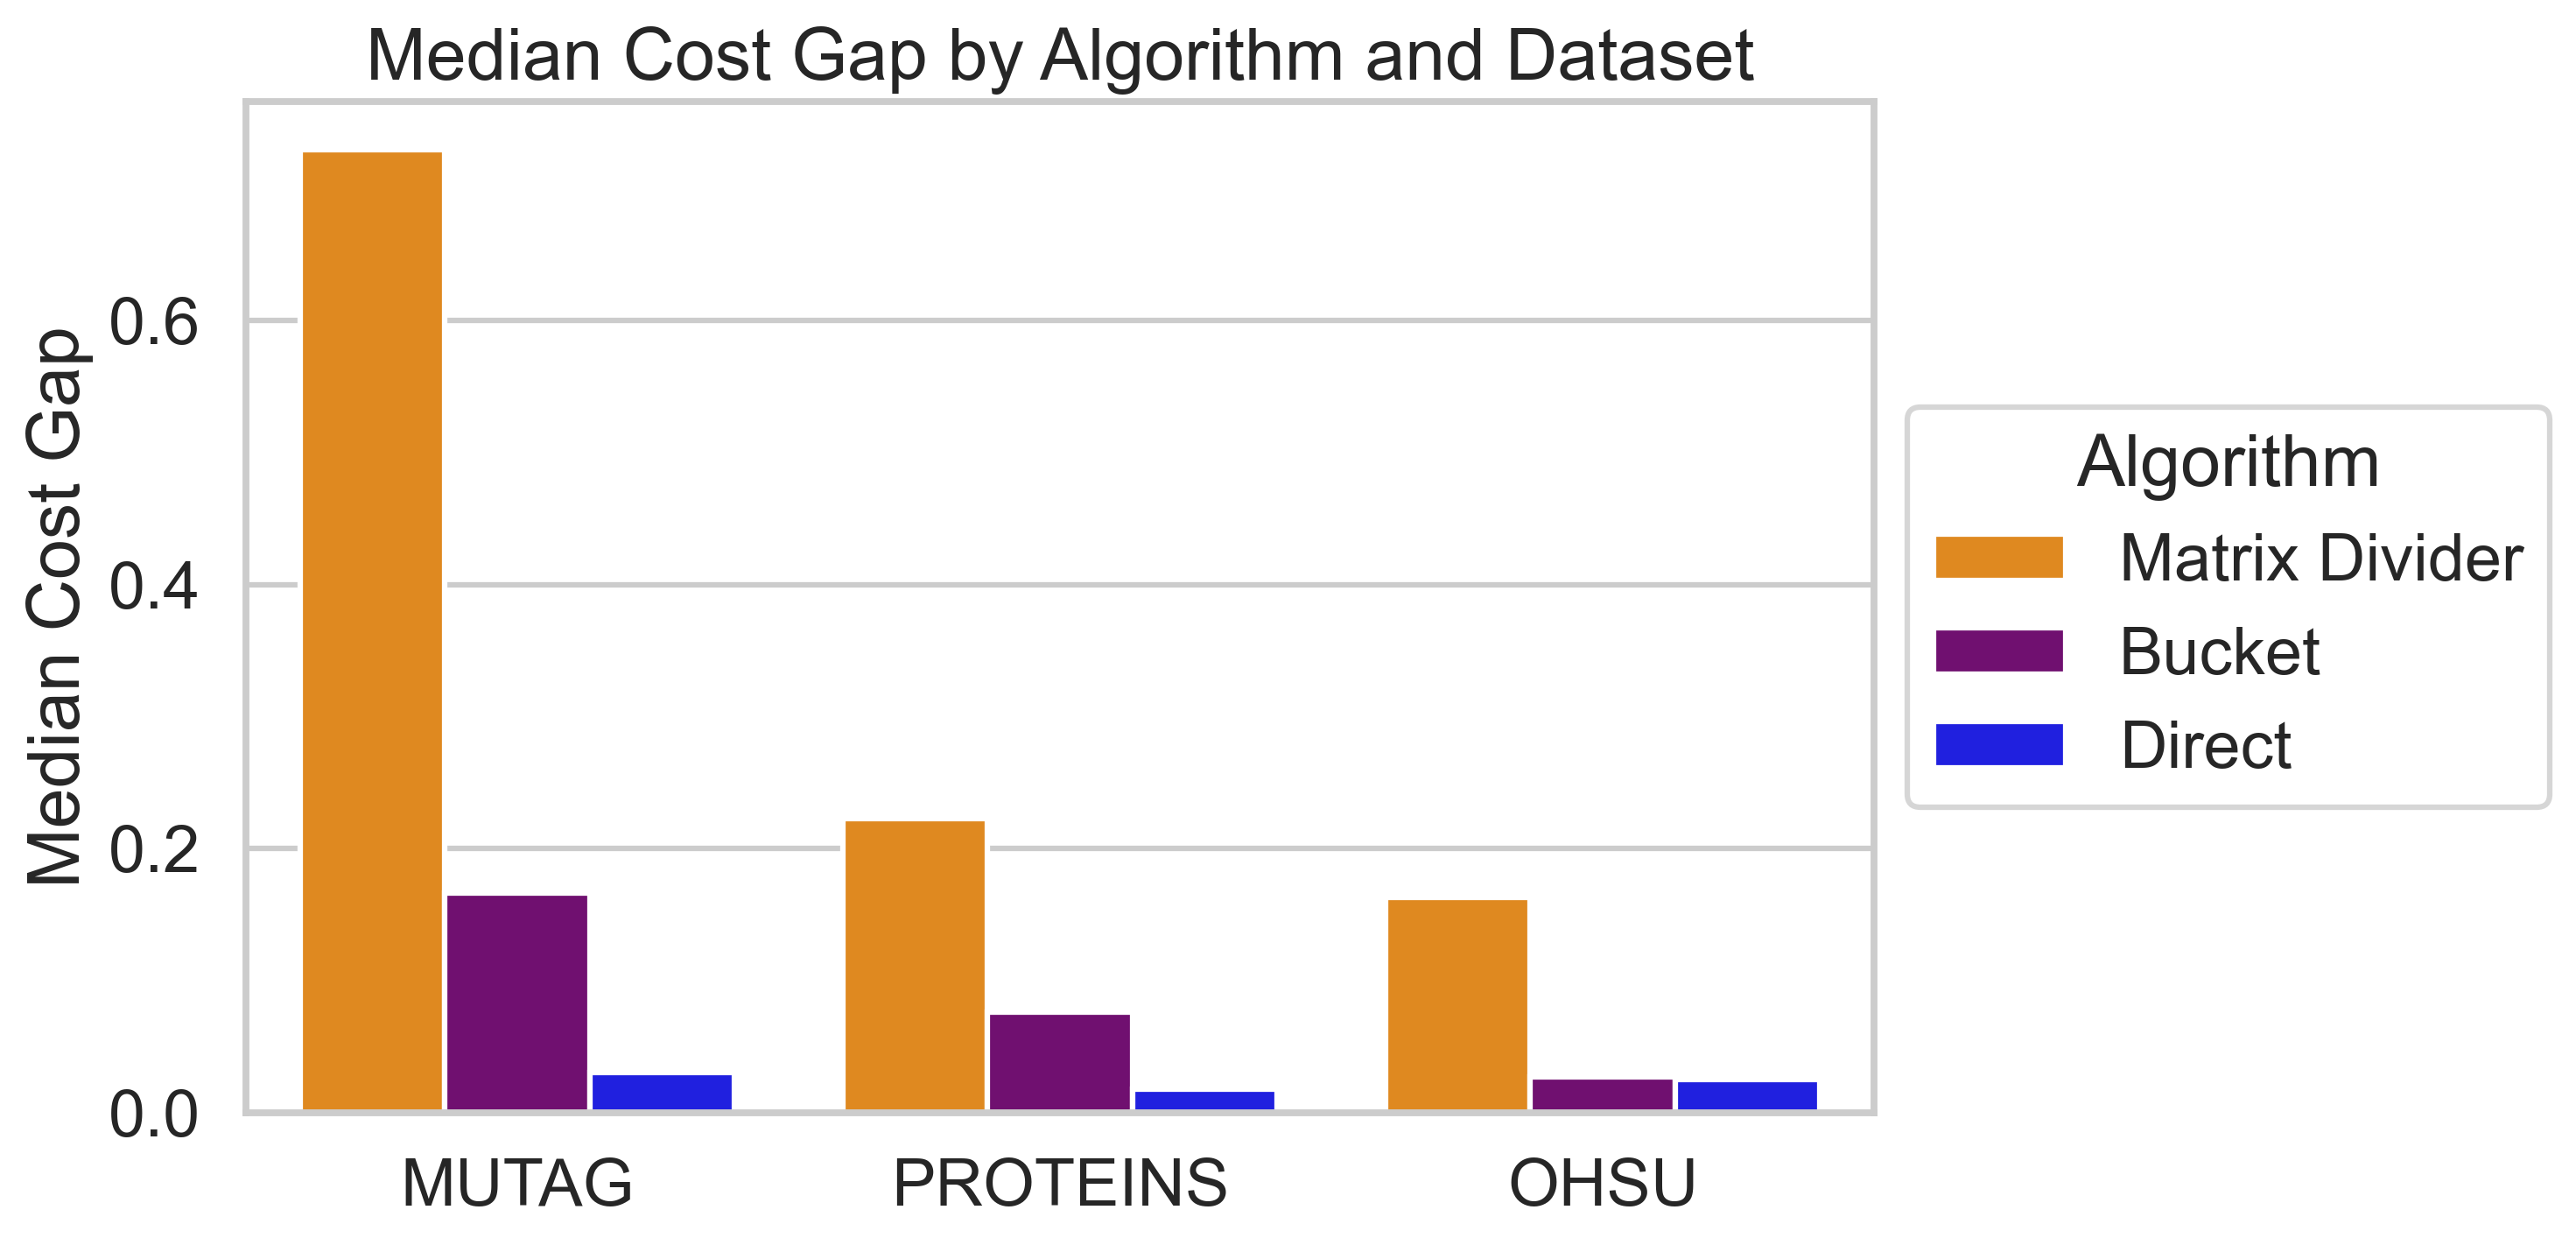 Median Cost Gap by Algorithm and Dataset
Median Cost Gap
0.6
0.4
0.2
0.0
MUTAG
PROTEINS
OHSU
Algorithm
Matrix Divider
Bucket
Direct